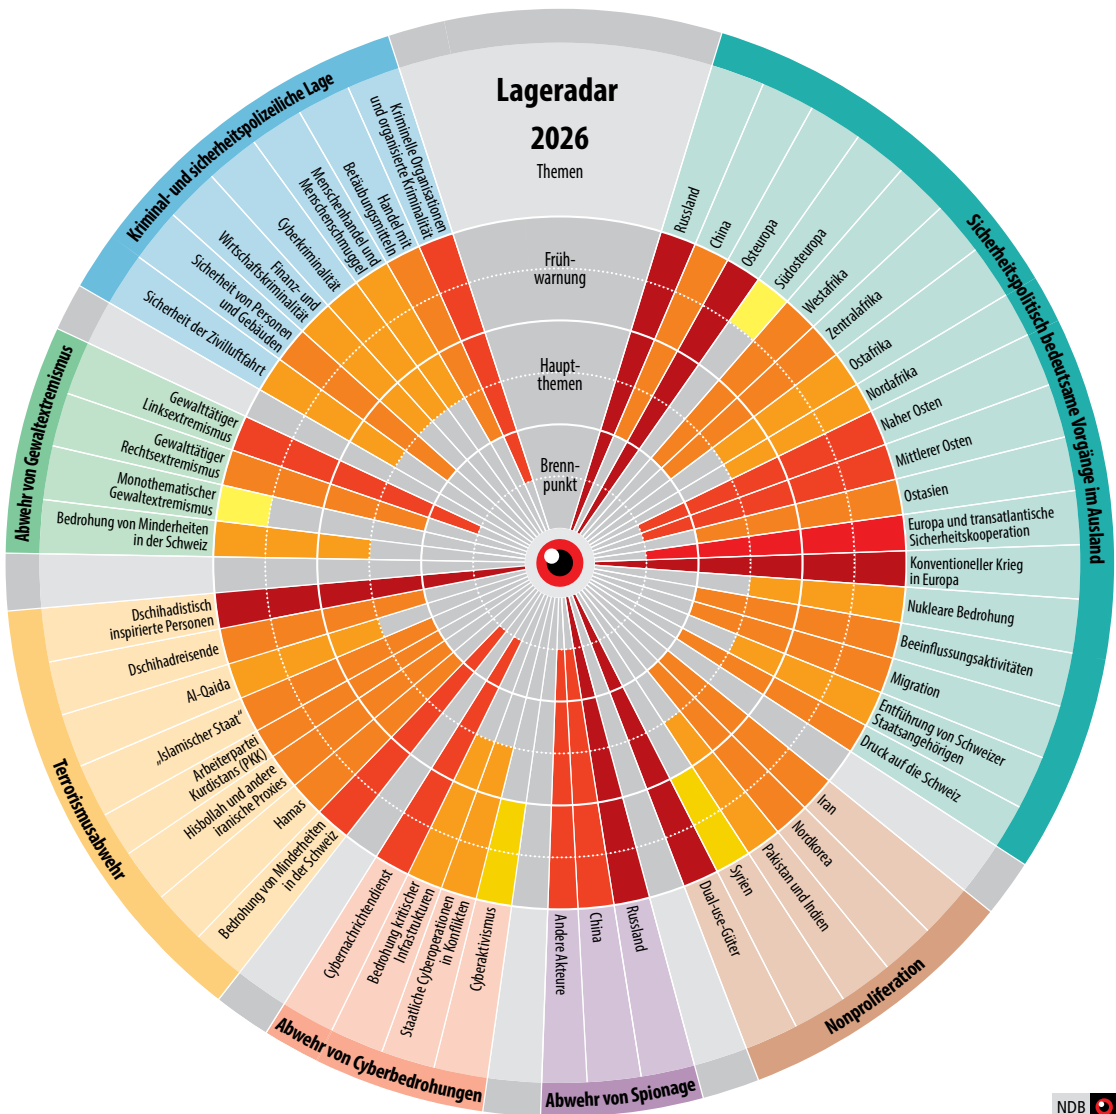 Lageradar
2026
Themen
Früh-
warnung
Haupt-
themen
Brenn-
punkt
Sicherheitspolitisch bedeutsame Vorgänge im Ausland
Russland
China
Osteuropa
Südosteuropa
Westafrika
Zentralafrika
Ostafrika
Nordafrika
Naher Osten
Mittlerer Osten
Ostasien
Europa und transatlantische
Sicherheitskooperation
Konventioneller Krieg
in Europa
Nukleare Bedrohung
Beeinflussungsaktivitäten
Migration
Entführung von Schweizer
Staatsangehörigen
Druck auf die Schweiz
Nonproliferation
Iran
Nordkorea
Pakistan und Indien
Syrien
Dual-use-Güter
Abwehr von Spionage
Russland
China
Andere Akteure
Abwehr von Cyberbedrohungen
Cyberaktivismus
Staatliche Cyberoperationen
in Konflikten
Bedrohung kritischer
Infrastrukturen
Cybernachrichtendienst
Terrorismusabwehr
Bedrohung von Minderheiten
in der Schweiz
Hamas
Hisbollah und andere
iranische Proxies
Arbeiterpartei
Kurdistans (PKK)
„Islamischer Staat“
Al-Qaida
Dschihadreisende
Dschihadistisch
inspirierte Personen
Abwehr von Gewaltextremismus
Bedrohung von Minderheiten
in der Schweiz
Monothematischer
Gewaltextremismus
Gewalttätiger
Rechtsextremismus
Gewalttätiger
Linksextremismus
Kriminal- und sicherheitspolizeiliche Lage
Sicherheit der Zivilluftfahrt
Sicherheit von Personen
und Gebäuden
Finanz- und
Wirtschaftskriminalität
Cyberkriminalität
Menschenhandel und
Menschenschmuggel
Handel mit
Betäubungsmitteln
Kriminelle Organisationen
und organisierte Kriminalität
NDB